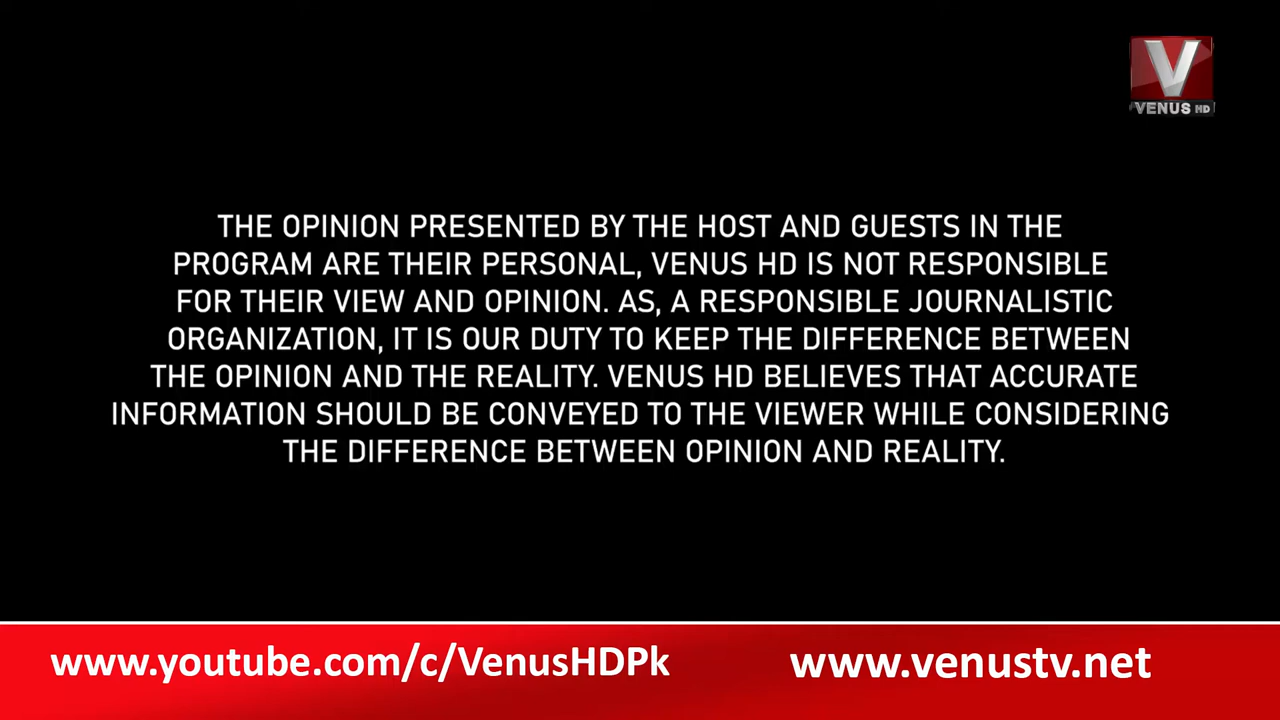 V
VENUS HD
THE OPINION PRESENTED BY THE HOST AND GUESTS IN THE
PROGRAM ARE THEIR PERSONAL, VENUS HD IS NOT RESPONSIBLE
FOR THEIR VIEW AND OPINION. AS, A RESPONSIBLE JOURNALISTIC
ORGANIZATION, IT IS OUR DUTY TO KEEP THE DIFFERENCE BETWEEN
THE OPINION AND THE REALITY. VENUS HD BELIEVES THAT ACCURATE
INFORMATION SHOULD BE CONVEYED TO THE VIEWER WHILE CONSIDERING
THE DIFFERENCE BETWEEN OPINION AND REALITY.
www.youtube.com/c/VenusHDPk
www.venustv.net